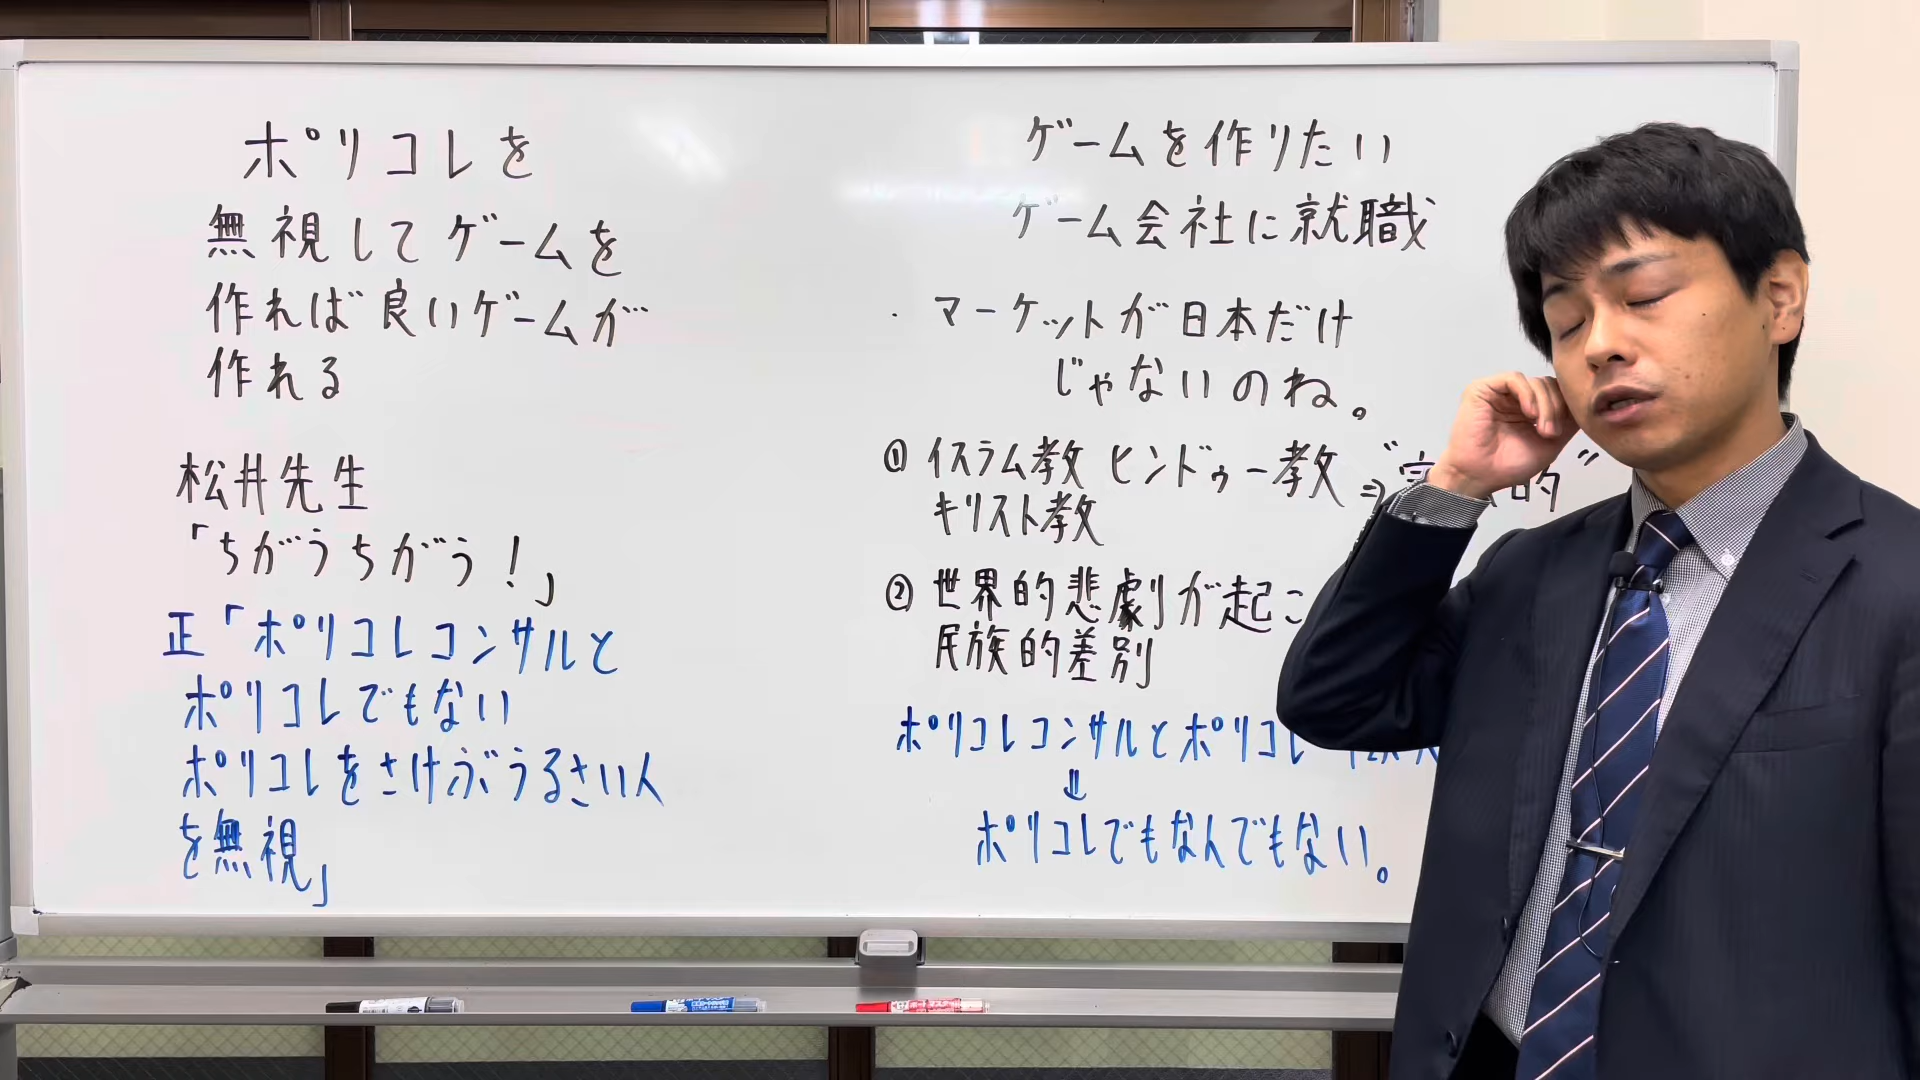 ポリコレを
無視してゲームを
作れば良いゲームが
作れる
松井先生
「ちがうちがう！」
正「ポリコレコンサルと
ポリコレでもない
ポリコレをさけぶうるさい人
を無視」
ゲームを作りたい
ゲーム会社に就職
・マーケットが日本だけ
じゃないのね。
① イスラム教 ヒンドゥー教 ⇒ " 的"
キリスト教
② 世界的悲劇が起こ
民族的差別
ポリコレコンサルとポリコレ
⇓
ポリコレでもなんでもない。